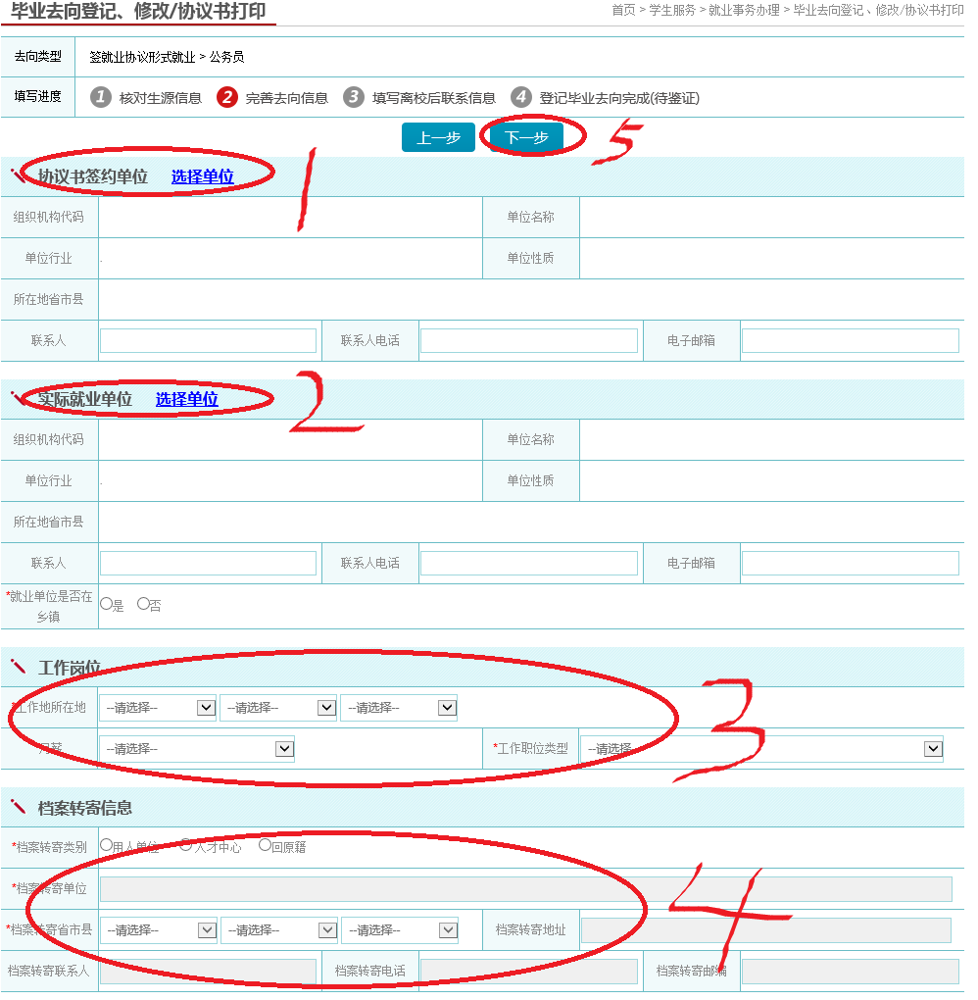 毕业去向登记、修改/协议书打印
首页 > 学生服务 > 就业事务办理 > 毕业去向登记、修改/协议书打印
去向类型 签就业协议形式就业 > 公务员
填写进度 1 核对生源信息 2 完善去向信息 3 填写离校后联系信息 4 登记毕业去向完成(待鉴证)
上一步 下一步 5
协议书签约单位 选择单位 1
组织机构代码 单位名称
单位行业 . 单位性质
所在地省市县
联系人 联系人电话 电子邮箱
实际就业单位 选择单位 2
组织机构代码 单位名称
单位行业 . 单位性质
所在地省市县
联系人 联系人电话 电子邮箱
*就业单位是否在乡镇 是 否
工作岗位
*工作地所在地 --请选择-- --请选择-- --请选择-- 3
月薪 --请选择-- *工作职位类型 --请选择--
档案转寄信息
*档案转寄类别 用人单位 人才中心 回原籍
*档案转寄单位 4
*档案转寄省市县 --请选择-- --请选择-- --请选择-- 档案转寄地址
档案转寄联系人 档案转寄电话 档案转寄邮编